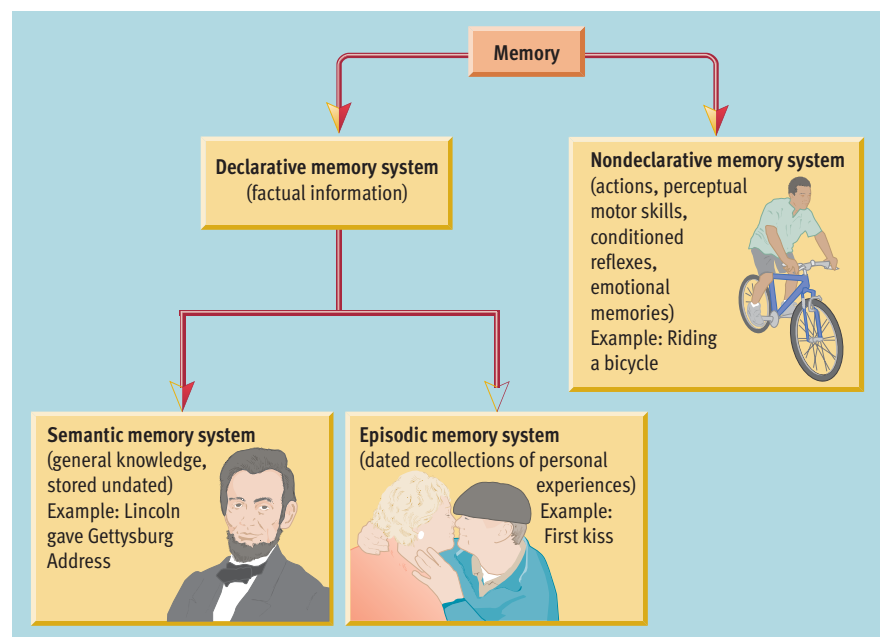 Memory
Declarative memory system
(factual information)
Nondeclarative memory system
(actions, perceptual
motor skills,
conditioned
reflexes,
emotional
memories)
Example: Riding
a bicycle
Semantic memory system
(general knowledge,
stored undated)
Example: Lincoln
gave Gettysburg
Address
Episodic memory system
(dated recollections of personal
experiences)
Example:
First kiss